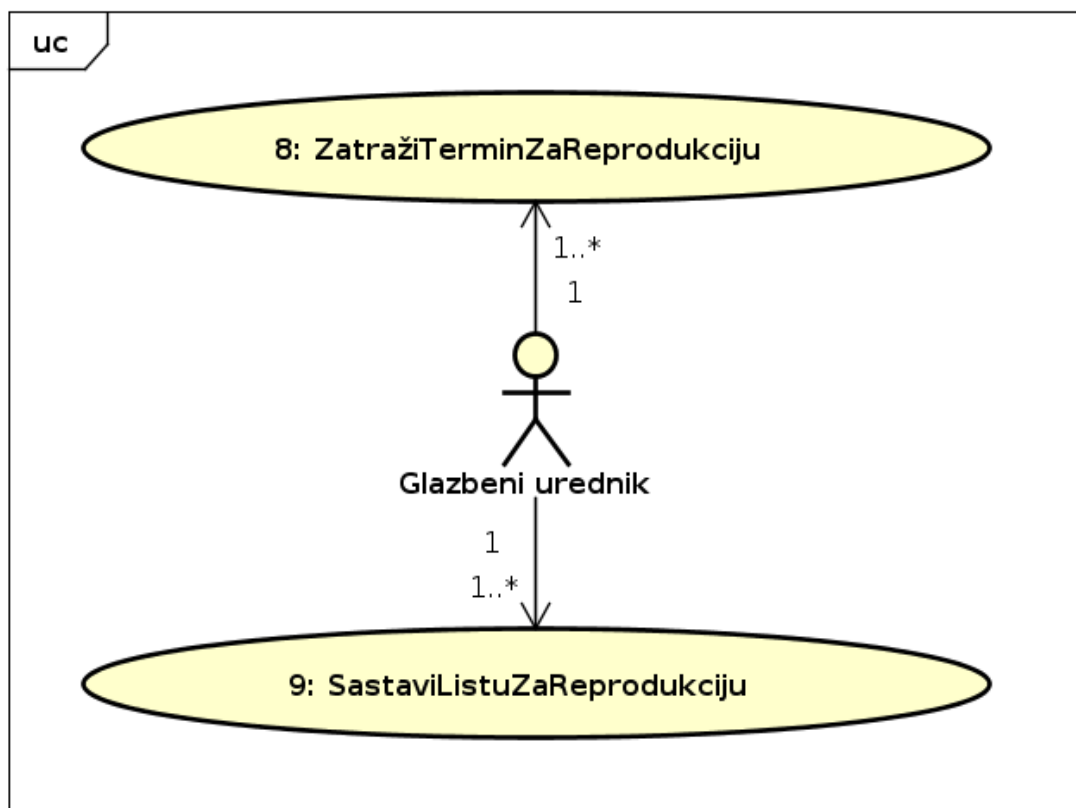 uc
8: ZatražiTerminZaReprodukciju
1..*
1
Glazbeni urednik
1
1..*
9: SastaviListuZaReprodukciju